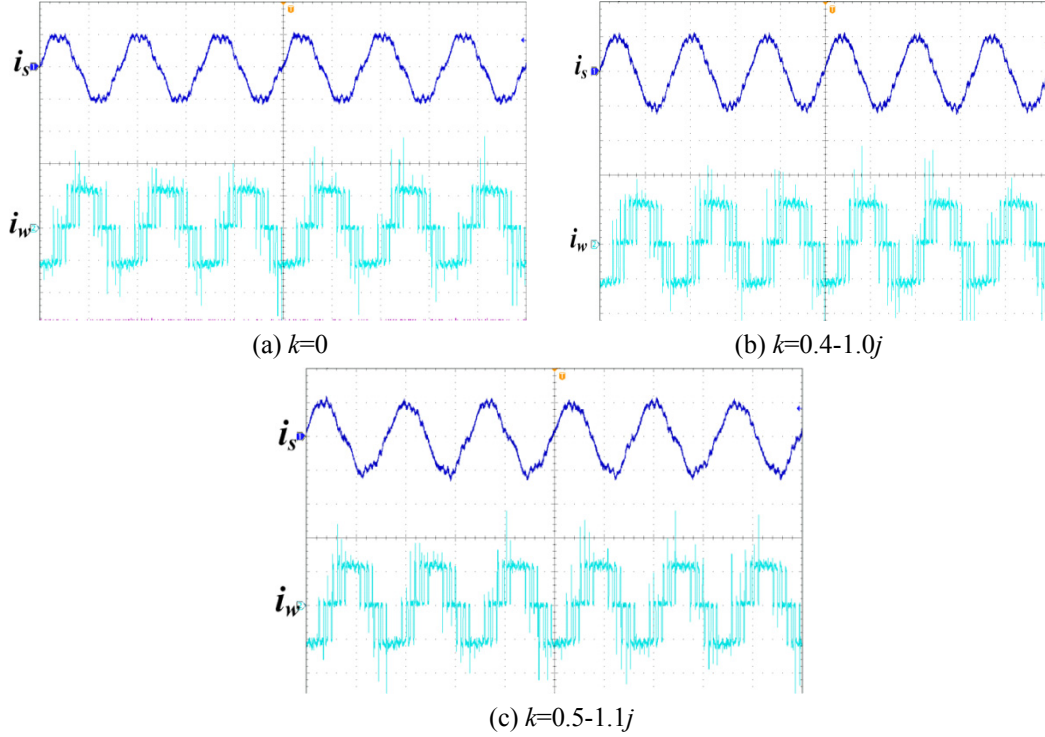 i_s
i_w
(a) k=0
i_s
i_w
(b) k=0.4-1.0j
i_s
i_w
(c) k=0.5-1.1j